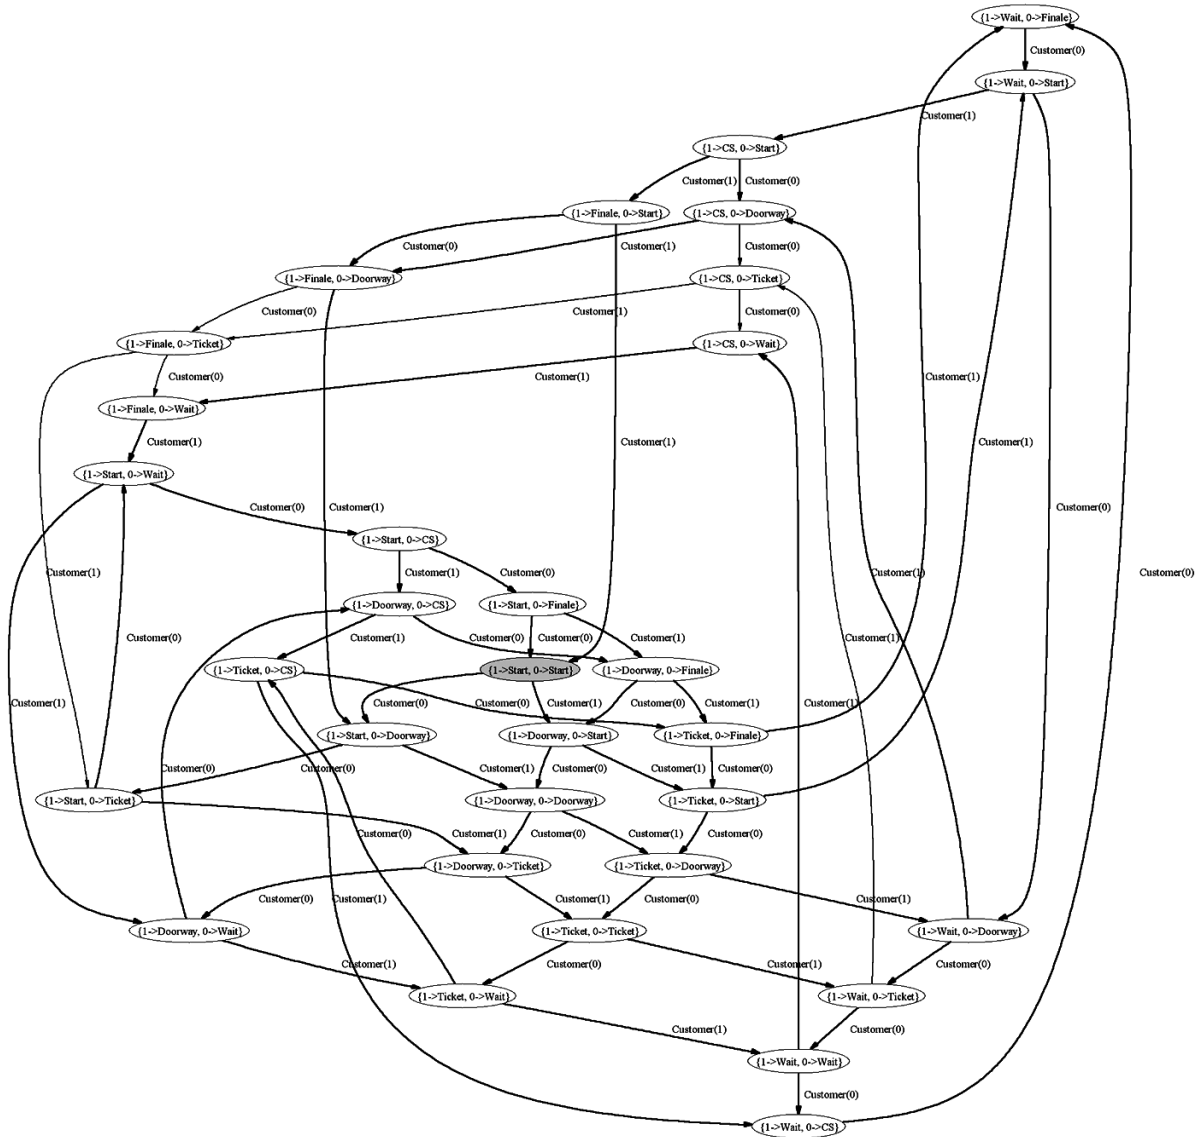 {1->Wait, 0->Finale}
Customer(0)
{1->Wait, 0->Start}
Customer(1)
{1->CS, 0->Start}
Customer(1) Customer(0)
{1->Finale, 0->Start} {1->CS, 0->Doorway}
Customer(0) Customer(1) Customer(0)
{1->Finale, 0->Doorway} {1->CS, 0->Ticket}
Customer(0) Customer(1) Customer(0)
{1->Finale, 0->Ticket} {1->CS, 0->Wait}
Customer(0) Customer(1) Customer(1)
{1->Finale, 0->Wait}
Customer(1) Customer(1) Customer(1)
{1->Start, 0->Wait}
Customer(0) Customer(1) Customer(0)
{1->Start, 0->CS}
Customer(1) Customer(1) Customer(0) Customer(1) Customer(0)
{1->Doorway, 0->CS} {1->Start, 0->Finale}
Customer(0) Customer(1) Customer(0) Customer(0) Customer(1) Customer(1)
{1->Ticket, 0->CS} {1->Start, 0->Start} {1->Doorway, 0->Finale}
Customer(1) Customer(0) Customer(1) Customer(0) Customer(1) Customer(1)
{1->Start, 0->Doorway} {1->Doorway, 0->Start} {1->Ticket, 0->Finale}
Customer(0) Customer(0) Customer(1) Customer(0) Customer(1) Customer(0)
{1->Start, 0->Ticket} {1->Doorway, 0->Doorway} {1->Ticket, 0->Start}
Customer(0) Customer(1) Customer(0) Customer(1) Customer(0)
{1->Doorway, 0->Ticket} {1->Ticket, 0->Doorway}
Customer(0) Customer(1) Customer(1) Customer(0) Customer(1)
{1->Doorway, 0->Wait} {1->Ticket, 0->Ticket} {1->Wait, 0->Doorway}
Customer(1) Customer(0) Customer(1) Customer(0)
{1->Ticket, 0->Wait} {1->Wait, 0->Ticket}
Customer(1) Customer(0)
{1->Wait, 0->Wait}
Customer(0)
{1->Wait, 0->CS}